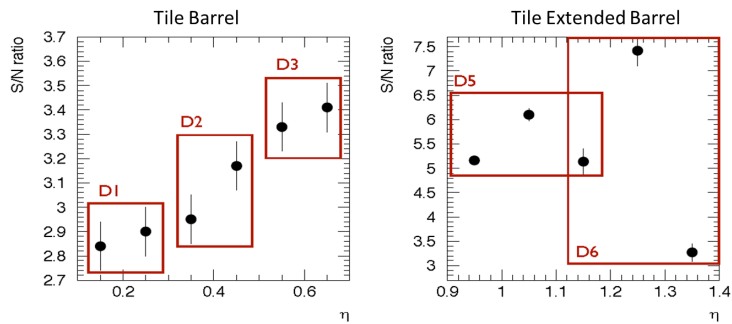 Tile Barrel
S/N ratio
3.7
3.6
3.5
3.4
3.3
3.2
3.1
3
2.9
2.8
2.7
D1
D2
D3
0.2
0.4
0.6
η
Tile Extended Barrel
S/N ratio
7.5
7
6.5
6
5.5
5
4.5
4
3.5
3
D5
D6
0.9
1
1.1
1.2
1.3
1.4
η